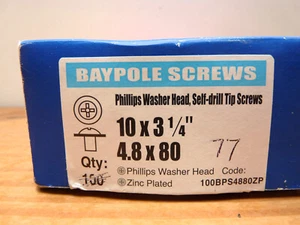 BAYPOLE SCREWS
Phillips Washer Head, Self-drill Tip Screws
10 x 3 1/4"
4.8 x 80
77
Qty:
100
Phillips Washer Head
Code:
Zinc Plated
100BPS4880ZP